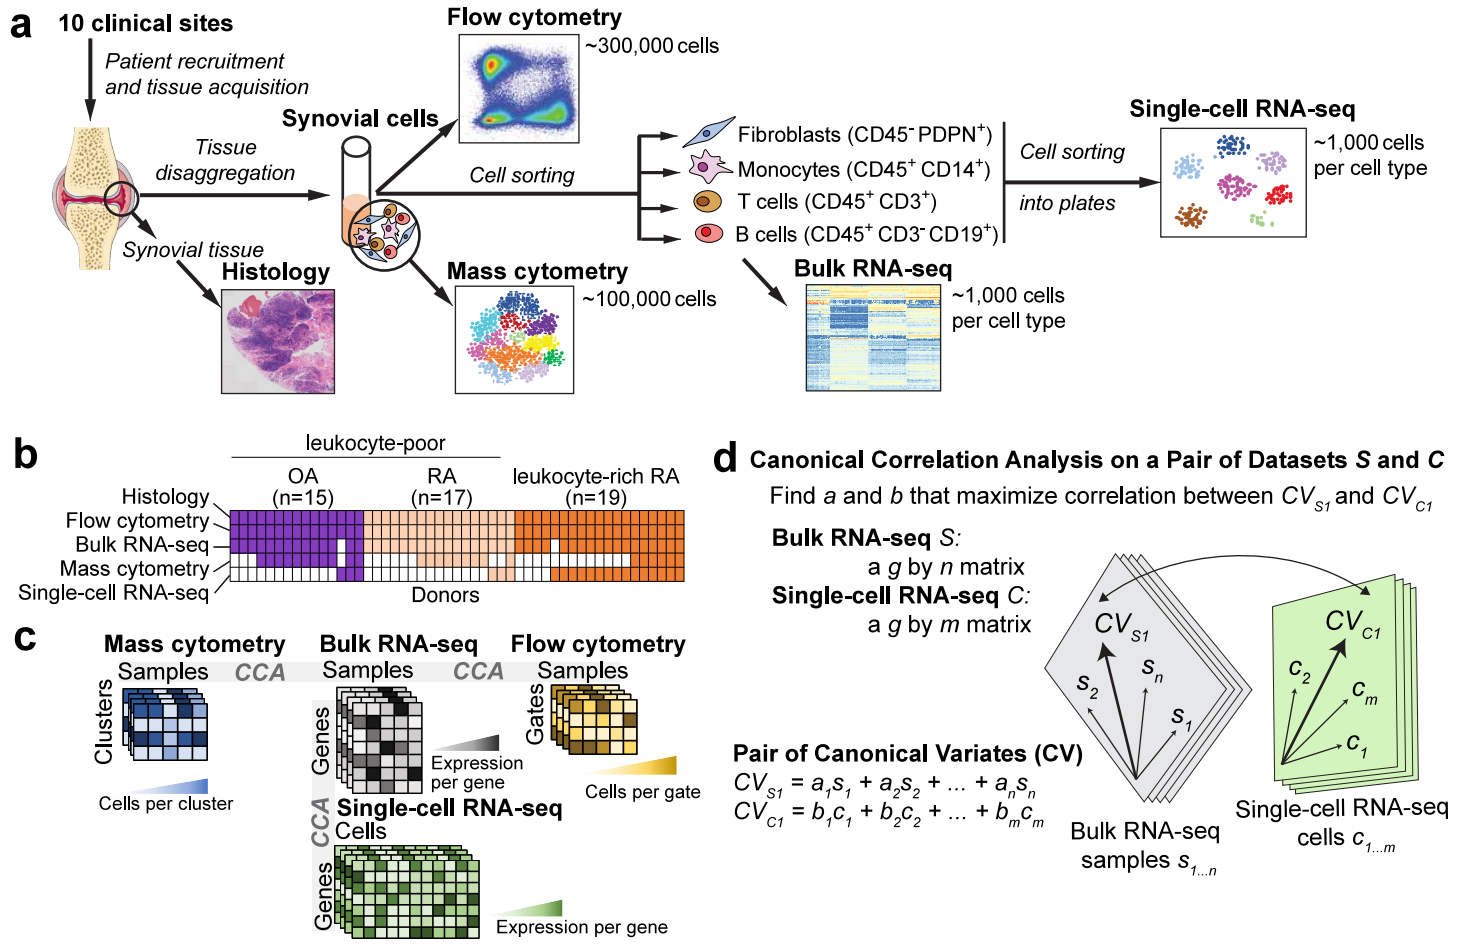 a
10 clinical sites
Patient recruitment
and tissue acquisition
Synovial cells
Tissue
disaggregation
Synovial tissue
Histology
Flow cytometry
~300,000 cells
Cell sorting
Mass cytometry
~100,000 cells
Fibroblasts (CD45⁻ PDPN⁺)
Monocytes (CD45⁺ CD14⁺)
T cells (CD45⁺ CD3⁺)
B cells (CD45⁺ CD3⁻ CD19⁺)
Bulk RNA-seq
~1,000 cells
per cell type
Cell sorting
into plates
Single-cell RNA-seq
~1,000 cells
per cell type
b
leukocyte-poor
OA
(n=15)
RA
(n=17)
leukocyte-rich RA
(n=19)
Histology
Flow cytometry
Bulk RNA-seq
Mass cytometry
Single-cell RNA-seq
Donors
c
Mass cytometry
Samples
Clusters
Cells per cluster
CCA
Bulk RNA-seq
Samples
Genes
Expression
per gene
CCA
Flow cytometry
Samples
Gates
Cells per gate
CCA
Single-cell RNA-seq
Cells
Genes
Expression per gene
d
Canonical Correlation Analysis on a Pair of Datasets S and C
Find a and b that maximize correlation between CV_S1 and CV_C1
Bulk RNA-seq S:
a g by n matrix
Single-cell RNA-seq C:
a g by m matrix
Pair of Canonical Variates (CV)
CV_S1 = a₁s₁ + a₂s₂ + ... + aₙsₙ
CV_C1 = b₁c₁ + b₂c₂ + ... + bₘcₘ
CV_S1
s₂
sₙ
s₁
Bulk RNA-seq
samples s₁...ₙ
CV_C1
c₂
cₘ
c₁
Single-cell RNA-seq
cells c₁...ₘ